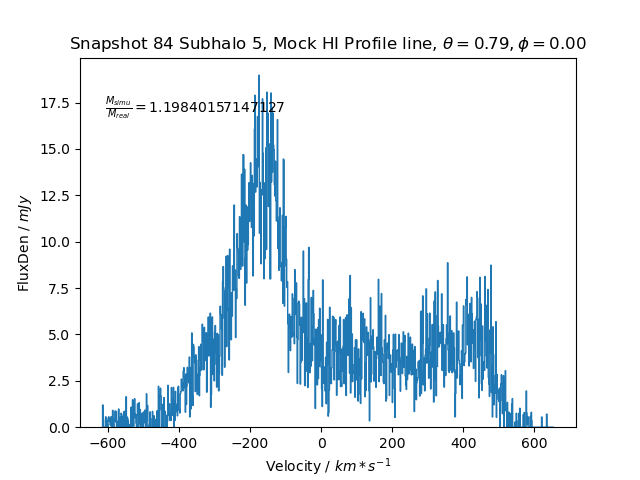 Snapshot 84 Subhalo 5, Mock HI Profile line, θ = 0.79, ϕ = 0.00
M_simu/M_real = 1.19840157147127
FluxDen / mJy
17.5
15.0
12.5
10.0
7.5
5.0
2.5
0.0
−600 −400 −200 0 200 400 600
Velocity / km * s⁻¹